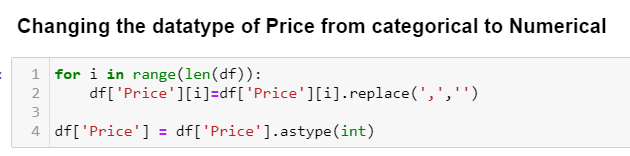 Changing the datatype of Price from categorical to Numerical
1 for i in range(len(df)):
2     df['Price'][i]=df['Price'][i].replace(',','')
3
4 df['Price'] = df['Price'].astype(int)